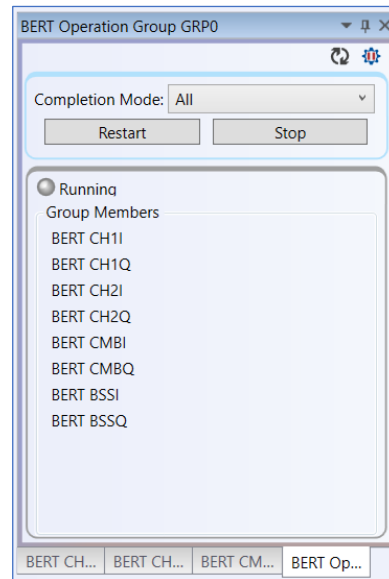 BERT Operation Group GRP0
Completion Mode: All
Restart Stop
Running
Group Members
BERT CH1I
BERT CH1Q
BERT CH2I
BERT CH2Q
BERT CMBI
BERT CMBQ
BERT BSSI
BERT BSSQ
BERT CH... BERT CH... BERT CM... BERT Op...